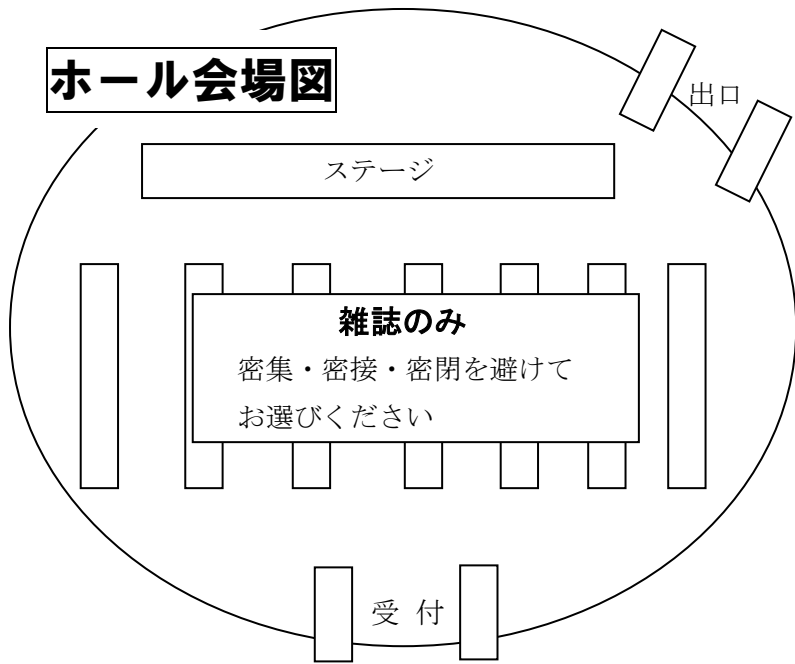 ホール会場図
出口
ステージ
雑誌のみ
密集・密接・密閉を避けて
お選びください
受 付